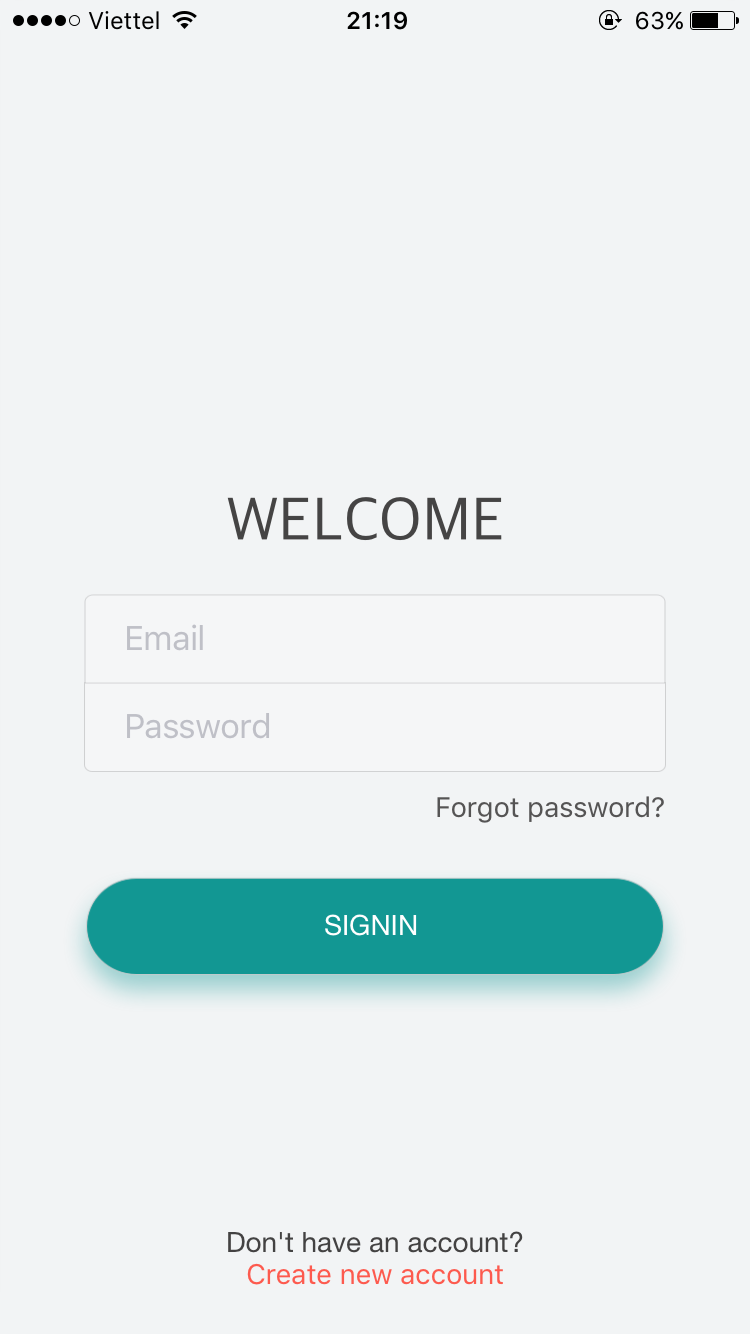 Viettel 21:19 63%
WELCOME
Email
Password
Forgot password?
SIGNIN
Don't have an account?
Create new account